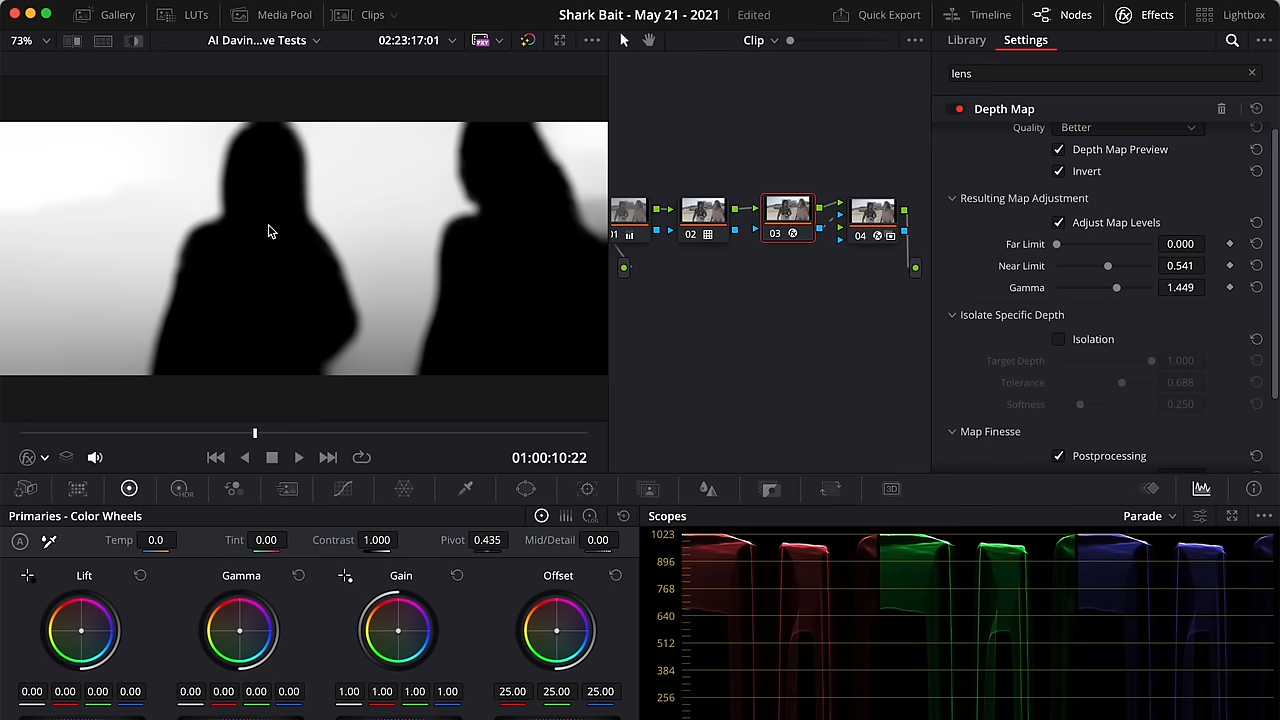 Gallery LUTs Media Pool Clips Shark Bait - May 21 - 2021 Edited Quick Export Timeline Nodes Effects Lightbox
73% AI Davin...ve Tests 02:23:17:01 PXY Clip Library Settings
lens
Depth Map
Quality Better
Depth Map Preview
Invert
Resulting Map Adjustment
Adjust Map Levels
Far Limit 0.000
Near Limit 0.541
Gamma 1.449
Isolate Specific Depth
Isolation
Target Depth 1.000
Tolerance 0.688
Softness 0.250
Map Finesse
Postprocessing
01 02 03 04
01:00:10:22
HDR 3D
Primaries - Color Wheels LOG
Scopes Parade
A Temp 0.0 Tint 0.00 Contrast 1.000 Pivot 0.435 Mid/Detail 0.00
Lift Gamma Gain Offset
0.00 0.00 0.00 0.00 0.00 0.00 0.00 0.00 1.00 1.00 1.00 1.00 25.00 25.00 25.00
1023
896
768
640
512
384
256